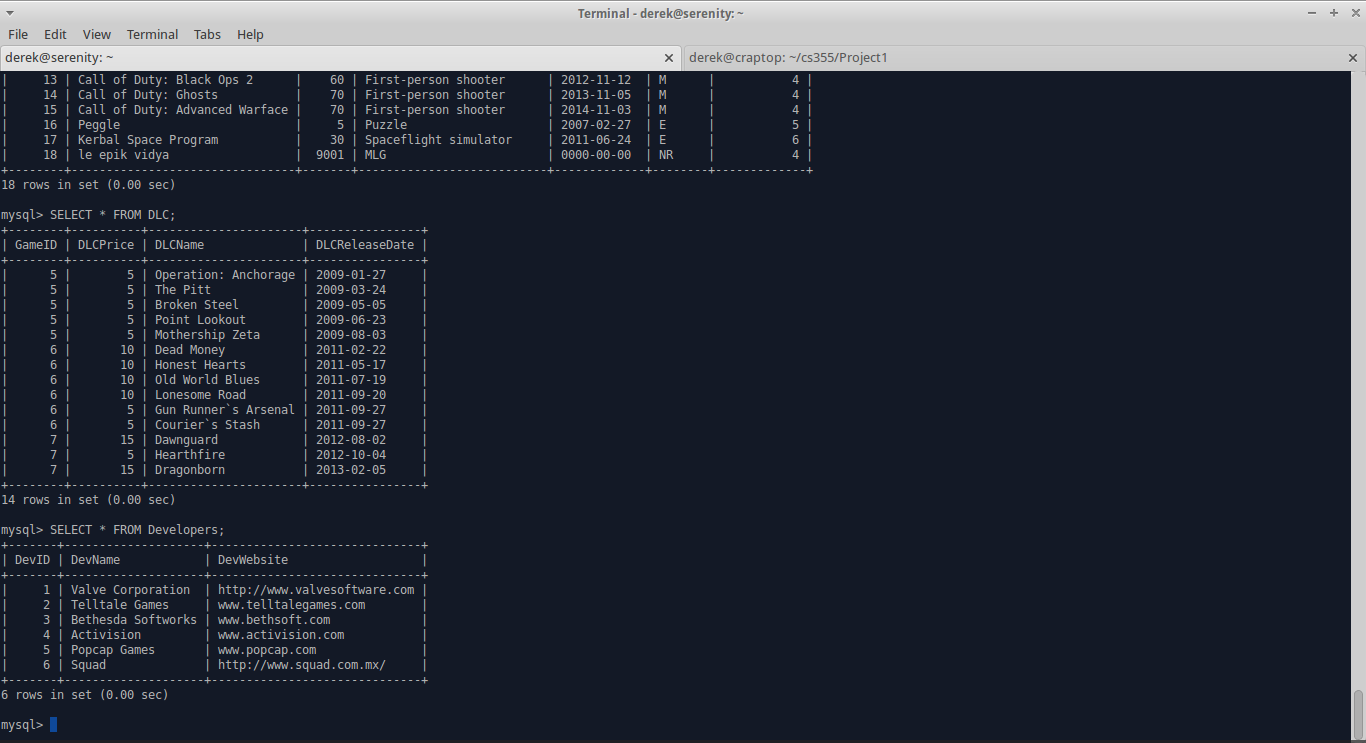 Terminal - derek@serenity: ~
File Edit View Terminal Tabs Help
derek@serenity: ~ derek@craptop: ~/cs355/Project1
| 13 | Call of Duty: Black Ops 2 | 60 | First-person shooter | 2012-11-12 | M | 4 |
| 14 | Call of Duty: Ghosts | 70 | First-person shooter | 2013-11-05 | M | 4 |
| 15 | Call of Duty: Advanced Warface | 70 | First-person shooter | 2014-11-03 | M | 4 |
| 16 | Peggle | 5 | Puzzle | 2007-02-27 | E | 5 |
| 17 | Kerbal Space Program | 30 | Spaceflight simulator | 2011-06-24 | E | 6 |
| 18 | le epik vidya | 9001 | MLG | 0000-00-00 | NR | 4 |
+--------+--------------------------------+-------+---------------------------+-------------+--------+-------------+
18 rows in set (0.00 sec)
mysql> SELECT * FROM DLC;
+--------+----------+----------------------+----------------+
| GameID | DLCPrice | DLCName | DLCReleaseDate |
+--------+----------+----------------------+----------------+
| 5 | 5 | Operation: Anchorage | 2009-01-27 |
| 5 | 5 | The Pitt | 2009-03-24 |
| 5 | 5 | Broken Steel | 2009-05-05 |
| 5 | 5 | Point Lookout | 2009-06-23 |
| 5 | 5 | Mothership Zeta | 2009-08-03 |
| 6 | 10 | Dead Money | 2011-02-22 |
| 6 | 10 | Honest Hearts | 2011-05-17 |
| 6 | 10 | Old World Blues | 2011-07-19 |
| 6 | 10 | Lonesome Road | 2011-09-20 |
| 6 | 5 | Gun Runner`s Arsenal | 2011-09-27 |
| 6 | 5 | Courier`s Stash | 2011-09-27 |
| 7 | 15 | Dawnguard | 2012-08-02 |
| 7 | 5 | Hearthfire | 2012-10-04 |
| 7 | 15 | Dragonborn | 2013-02-05 |
+--------+----------+----------------------+----------------+
14 rows in set (0.00 sec)
mysql> SELECT * FROM Developers;
+-------+--------------------+------------------------------+
| DevID | DevName | DevWebsite |
+-------+--------------------+------------------------------+
| 1 | Valve Corporation | http://www.valvesoftware.com |
| 2 | Telltale Games | www.telltalegames.com |
| 3 | Bethesda Softworks | www.bethsoft.com |
| 4 | Activision | www.activision.com |
| 5 | Popcap Games | www.popcap.com |
| 6 | Squad | http://www.squad.com.mx/ |
+-------+--------------------+------------------------------+
6 rows in set (0.00 sec)
mysql>